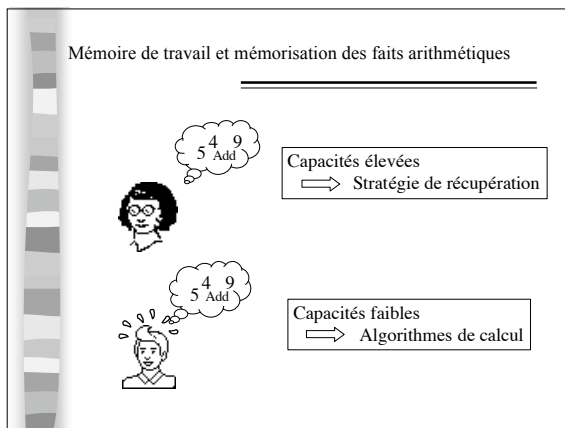 Mémoire de travail et mémorisation des faits arithmétiques
5 4 9
Add
Capacités élevées
Stratégie de récupération
5 4 9
Add
Capacités faibles
Algorithmes de calcul